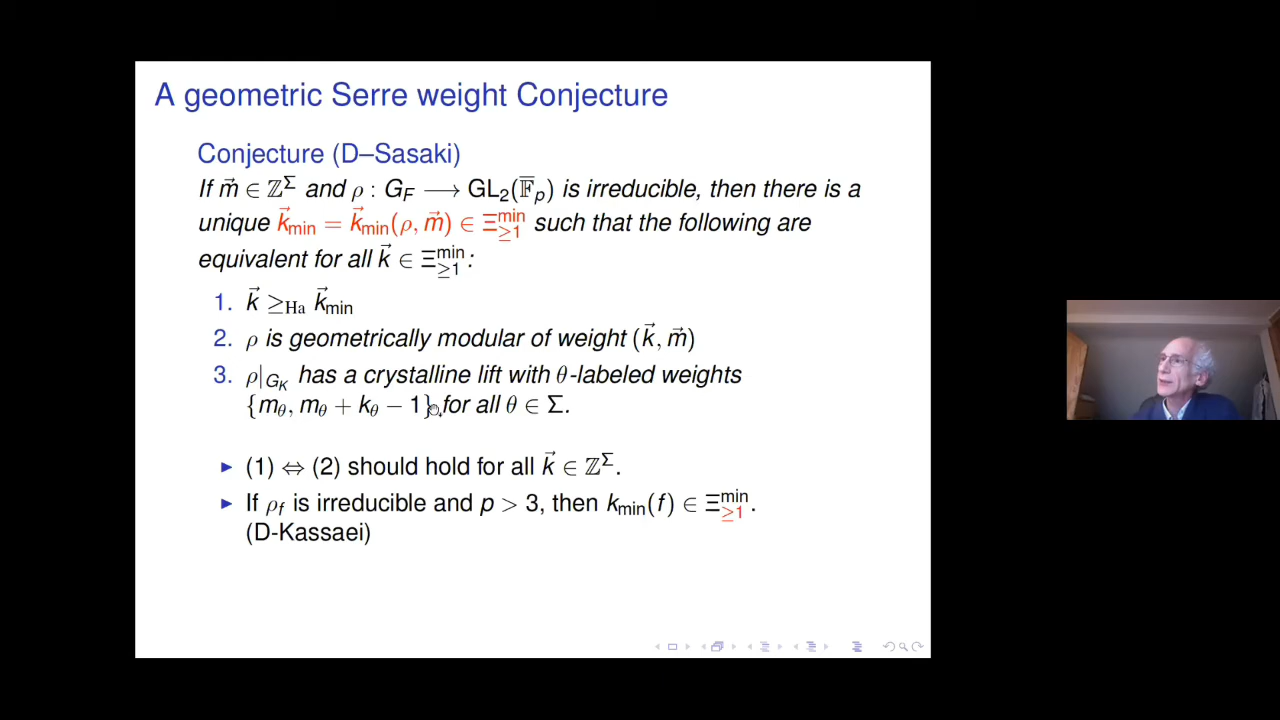 A geometric Serre weight Conjecture
Conjecture (D–Sasaki)
If m⃗ ∈ ℤ^Σ and ρ : G_F ⟶ GL₂(F̄_p) is irreducible, then there is a
unique k⃗_min = k⃗_min(ρ, m⃗) ∈ Ξ^min_≥1 such that the following are
equivalent for all k⃗ ∈ Ξ^min_≥1 :
1. k⃗ ≥_Ha k⃗_min
2. ρ is geometrically modular of weight (k⃗, m⃗)
3. ρ|_G_K has a crystalline lift with θ-labeled weights
{m_θ, m_θ + k_θ − 1} for all θ ∈ Σ.
▶ (1) ⇔ (2) should hold for all k⃗ ∈ ℤ^Σ.
▶ If ρ_f is irreducible and p > 3, then k_min(f) ∈ Ξ^min_≥1.
(D-Kassaei)